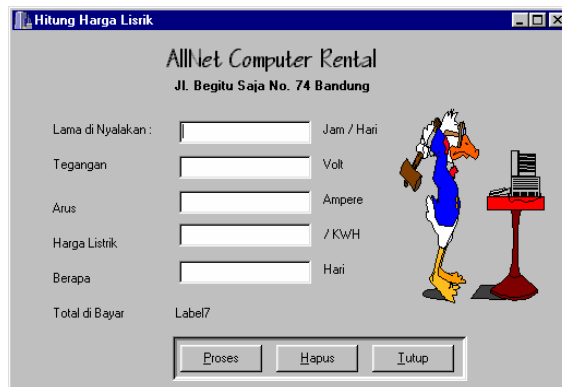 Hitung Harga Lisrik
AllNet Computer Rental
Jl. Begitu Saja No. 74 Bandung
Lama di Nyalakan : Jam / Hari
Tegangan Volt
Arus Ampere
Harga Listrik / KWH
Berapa Hari
Total di Bayar Label7
Proses Hapus Tutup